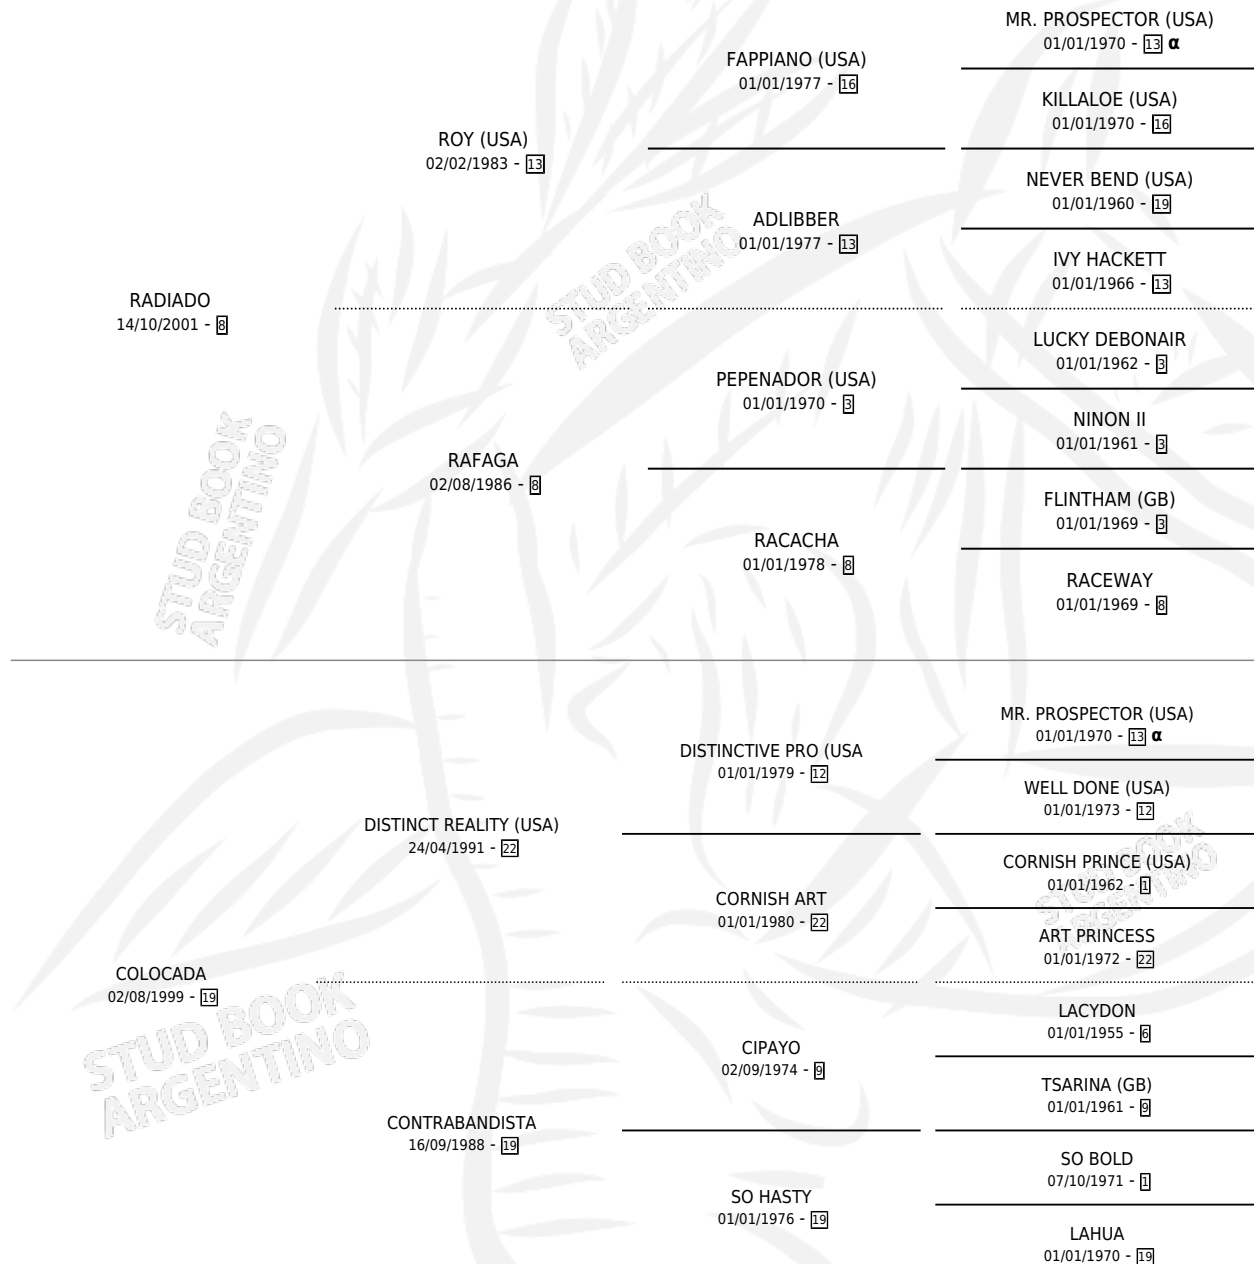 MR. PROSPECTOR (USA)
01/01/1970 - 13 α
FAPPIANO (USA)
01/01/1977 - 16
KILLALOE (USA)
01/01/1970 - 16
ROY (USA)
02/02/1983 - 13
NEVER BEND (USA)
01/01/1960 - 19
ADLIBBER
01/01/1977 - 13
IVY HACKETT
01/01/1966 - 13
RADIADO
14/10/2001 - 8
LUCKY DEBONAIR
01/01/1962 - 3
PEPENADOR (USA)
01/01/1970 - 3
NINON II
01/01/1961 - 3
RAFAGA
02/08/1986 - 8
FLINTHAM (GB)
01/01/1969 - 3
RACACHA
01/01/1978 - 8
RACEWAY
01/01/1969 - 8
STUD BOOK
ARGENTINO
STUD BOOK
ARGENTINO
MR. PROSPECTOR (USA)
01/01/1970 - 13 α
DISTINCTIVE PRO (USA
01/01/1979 - 12
WELL DONE (USA)
01/01/1973 - 12
DISTINCT REALITY (USA)
24/04/1991 - 22
CORNISH PRINCE (USA)
01/01/1962 - 1
CORNISH ART
01/01/1980 - 22
ART PRINCESS
01/01/1972 - 22
COLOCADA
02/08/1999 - 19
LACYDON
01/01/1955 - 6
CIPAYO
02/09/1974 - 9
TSARINA (GB)
01/01/1961 - 9
CONTRABANDISTA
16/09/1988 - 19
SO BOLD
07/10/1971 - 1
SO HASTY
01/01/1976 - 19
LAHUA
01/01/1970 - 19
STUD BOOK
ARGENTINO
STUD BOOK
ARGENTINO